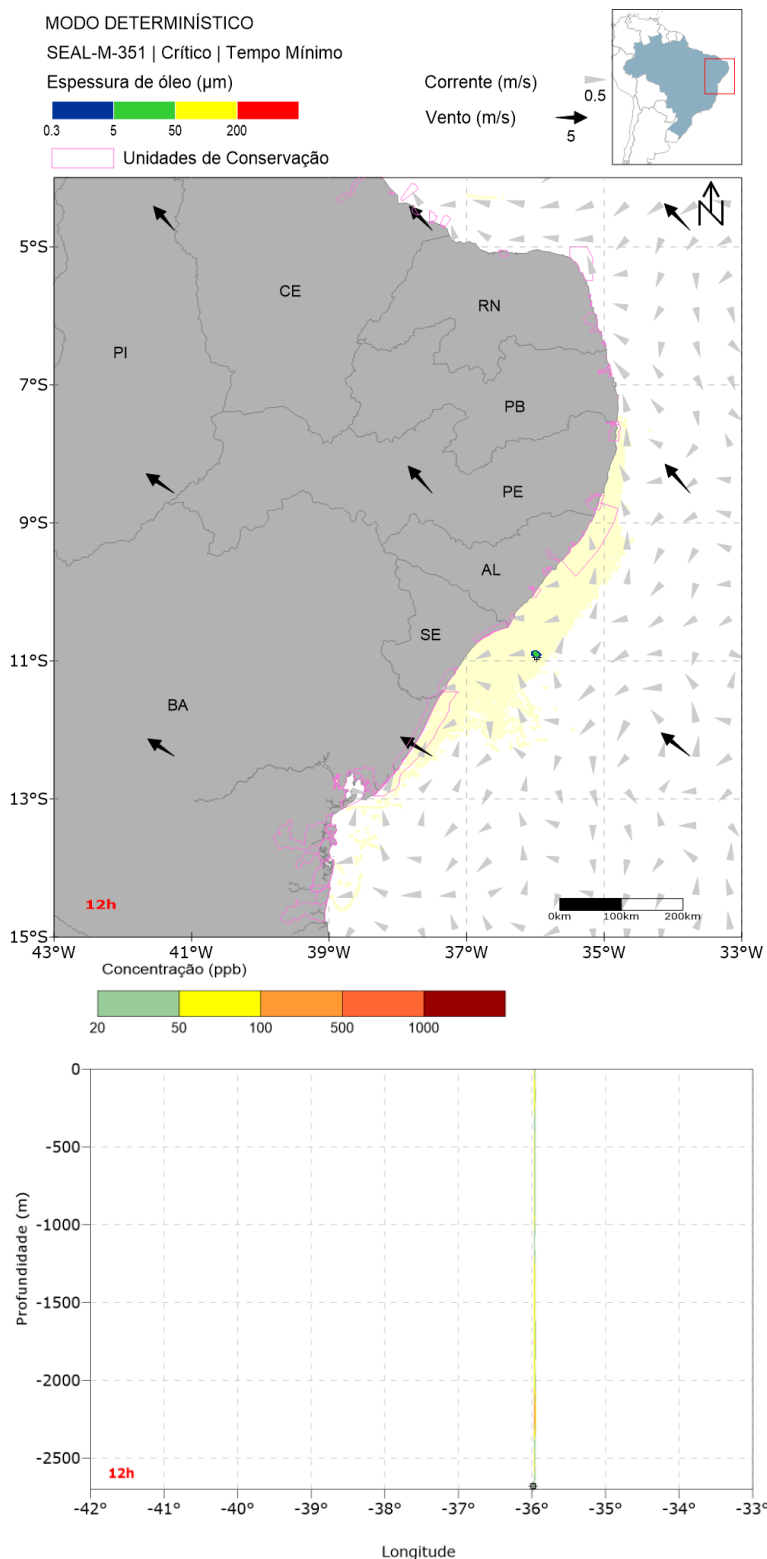 MODO DETERMINÍSTICO
SEAL-M-351 | Crítico | Tempo Mínimo
Espessura de óleo (µm)
0.3 5 50 200
Unidades de Conservação
Corrente (m/s)
0.5
Vento (m/s)
5
N
5°S
7°S
9°S
11°S
13°S
15°S
CE
RN
PI
PB
PE
AL
SE
BA
12h
0km 100km 200km
43°W 41°W 39°W 37°W 35°W 33°W
Concentração (ppb)
20 50 100 500 1000
Profundidade (m)
0
-500
-1000
-1500
-2000
-2500
12h
-42° -41° -40° -39° -38° -37° -36° -35° -34° -33°
Longitude